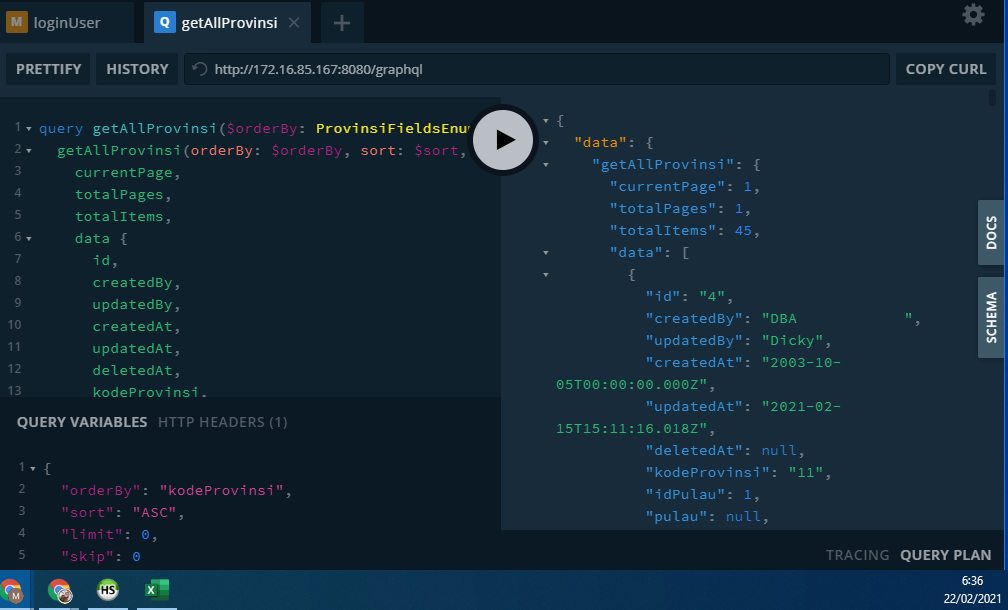 M loginUser
Q getAllProvinsi
PRETTIFY HISTORY http://172.16.85.167:8080/graphql COPY CURL
1 query getAllProvinsi($orderBy: ProvinsiFieldsEnum
2 getAllProvinsi(orderBy: $orderBy, sort: $sort,
3 currentPage,
4 totalPages,
5 totalItems,
6 data {
7 id,
8 createdBy,
9 updatedBy,
10 createdAt,
11 updatedAt,
12 deletedAt,
13 kodeProvinsi,
QUERY VARIABLES HTTP HEADERS (1)
1 {
2 "orderBy": "kodeProvinsi",
3 "sort": "ASC",
4 "limit": 0,
5 "skip": 0
{
"data": {
"getAllProvinsi": {
"currentPage": 1,
"totalPages": 1,
"totalItems": 45,
"data": [
{
"id": "4",
"createdBy": "DBA            ",
"updatedBy": "Dicky",
"createdAt": "2003-10-
05T00:00:00.000Z",
"updatedAt": "2021-02-
15T15:11:16.018Z",
"deletedAt": null,
"kodeProvinsi": "11",
"idPulau": 1,
"pulau": null,
DOCS
SCHEMA
TRACING QUERY PLAN
M
HS
X
6:36
22/02/2021